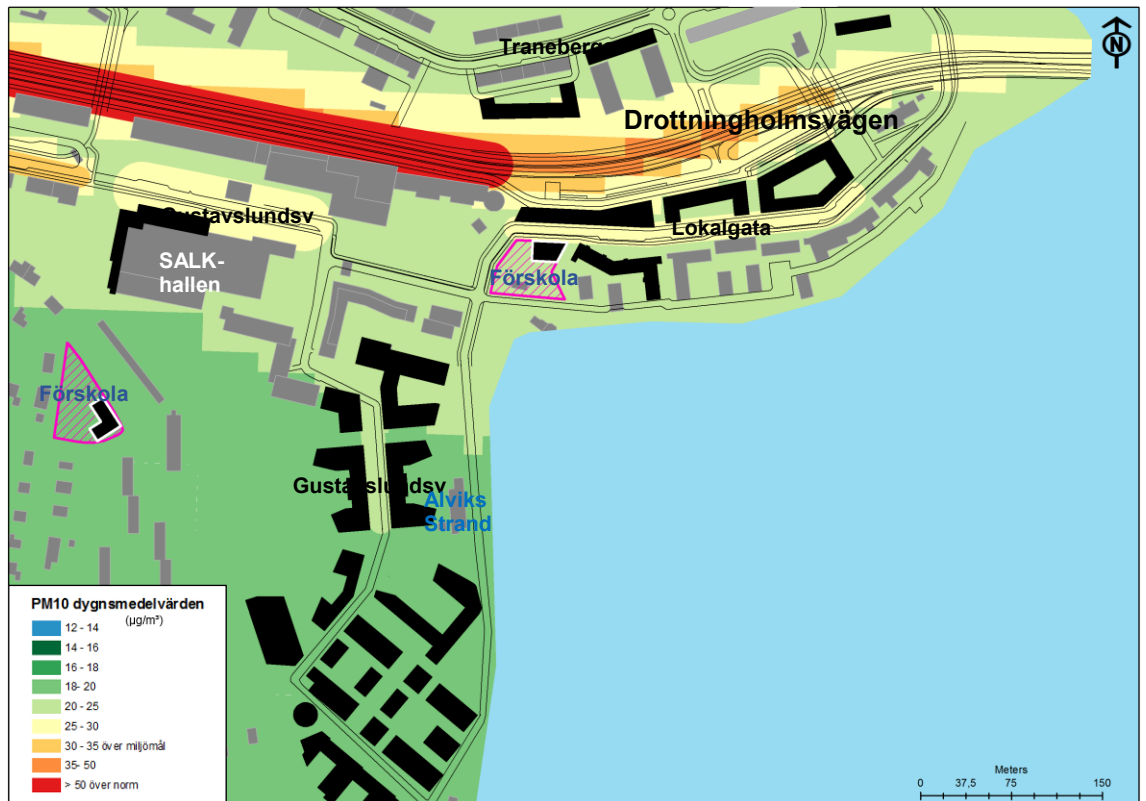 N
Traneberg
Drottningholmsvägen
Gustavslundsv
Lokalgata
SALK-
hallen
Förskola
Förskola
Gustavslundsv
Alviks
Strand
PM10 dygnsmedelvärden
(µg/m³)
12 - 14
14 - 16
16 - 18
18- 20
20 - 25
25 - 30
30 - 35 över miljömål
35- 50
> 50 över norm
Meters
0 37,5 75 150